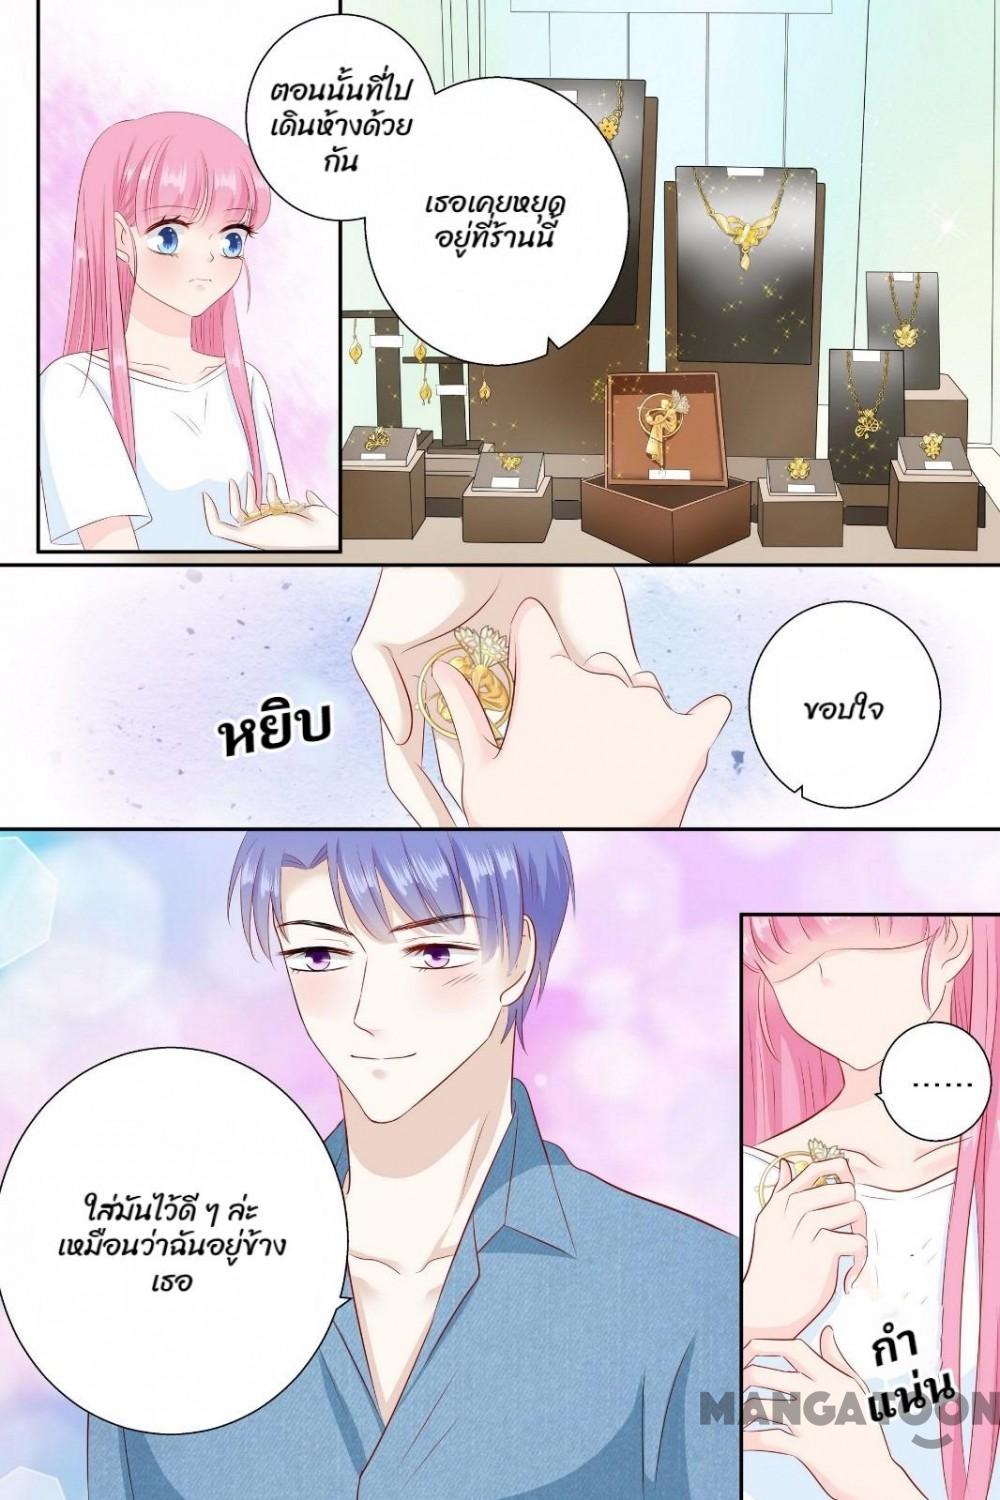 ตอนนั้นที่ไป
เดินห้างด้วย
กัน
เธอเคยหยุด
อยู่ที่ร้านนี้
หยิบ
ขอบใจ
......
ใส่มันไว้ดี ๆ ล่ะ
เหมือนว่าฉันอยู่ข้าง
เธอ
กำ
แน่น
MANGATOON